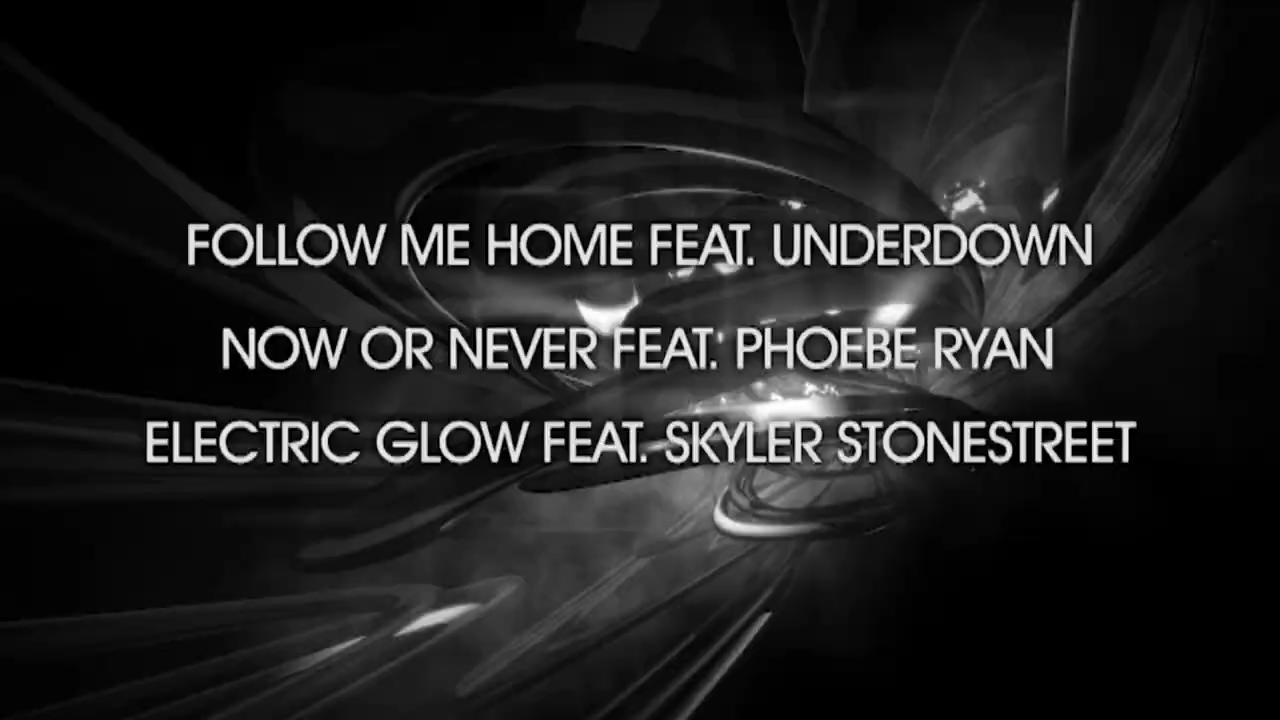 FOLLOW ME HOME FEAT. UNDERDOWN
NOW OR NEVER FEAT. PHOEBE RYAN
ELECTRIC GLOW FEAT. SKYLER STONESTREET